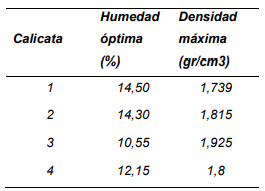 Calicata Humedad óptima (%) Densidad máxima (gr/cm3)
1 14,50 1,739
2 14,30 1,815
3 10,55 1,925
4 12,15 1,8